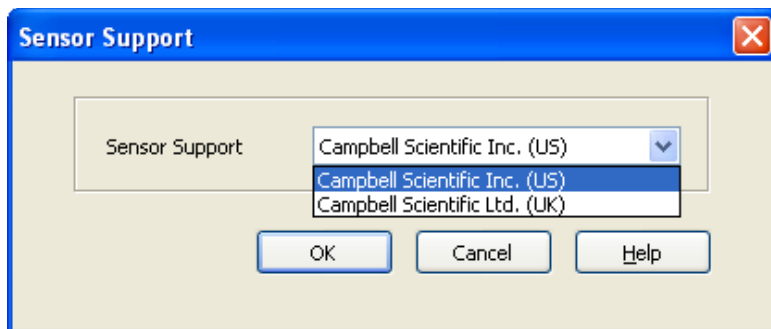 Sensor Support
Sensor Support Campbell Scientific Inc. (US)
Campbell Scientific Inc. (US)
Campbell Scientific Ltd. (UK)
OK Cancel Help